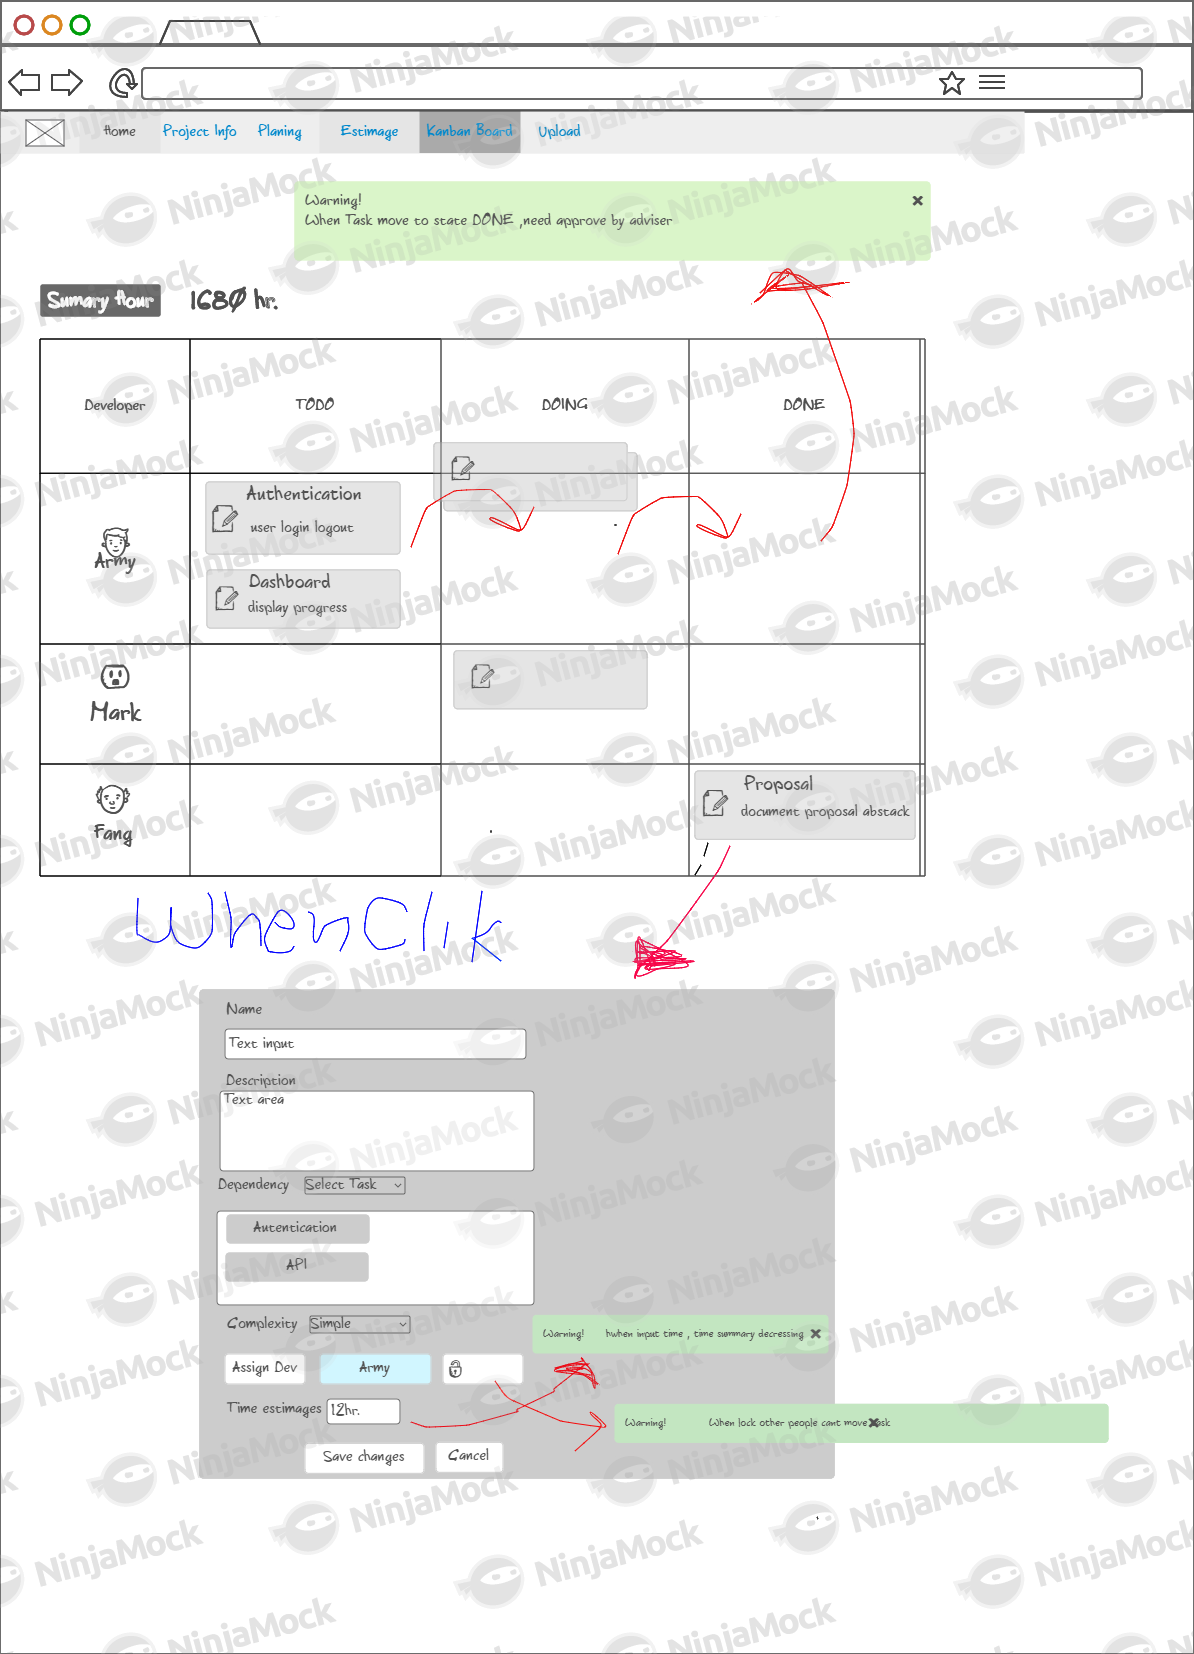 Home Project Info Planing Estimage Kanban Board Upload
Warning!
When Task move to state DONE ,need approve by adviser
Sumary Hour 1680 hr.
Developer TODO DOING DONE
Authentication
user login logout
Army
Dashboard
display progress
Mark
Proposal
document proposal abstack
Fang
When Clik
Name
Text input
Description
Text area
Dependency Select Task
Autentication
API
Complexity Simple
Warning! hwhen input time , time summary decressing
Assign Dev Army
Time estimages 12hr.
Warning! When lock other people cant move task
Save changes Cancel
NinjaMock